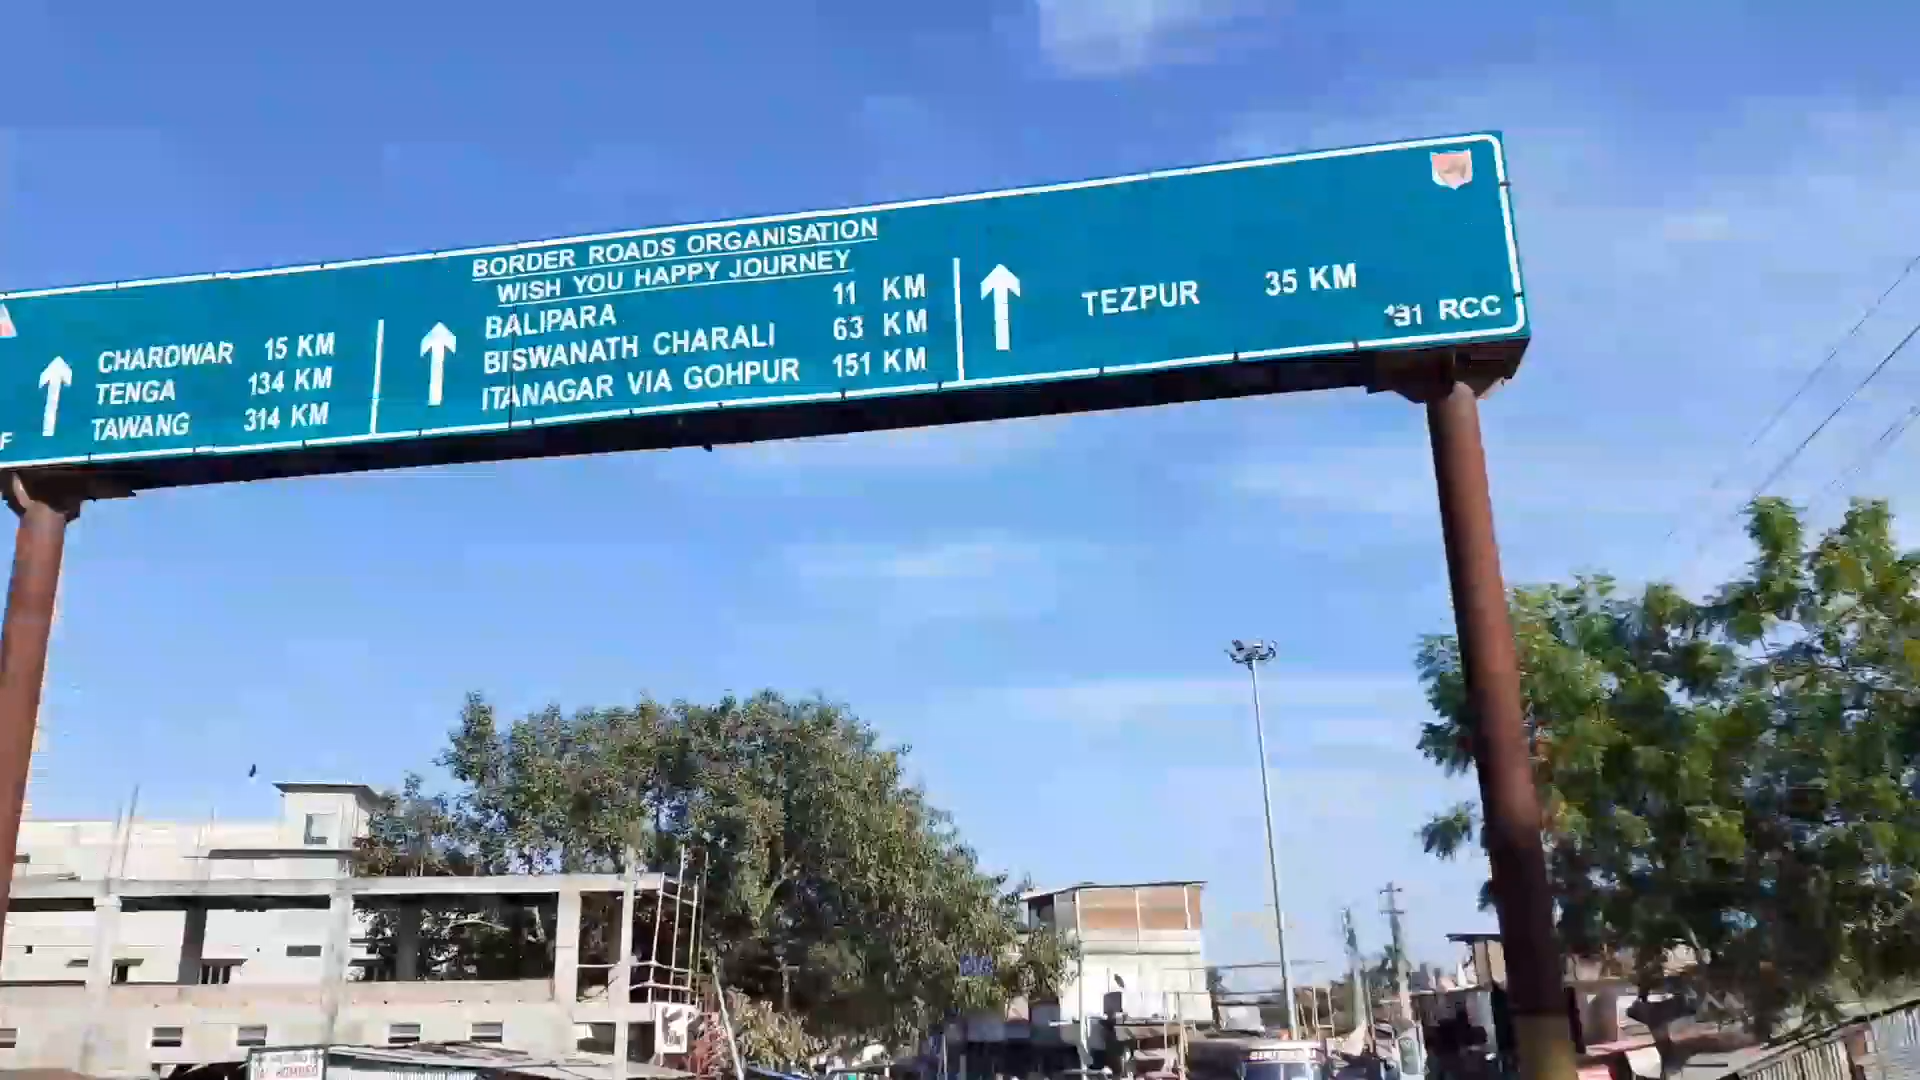 CHARDWAR 15 KM
TENGA 134 KM
TAWANG 314 KM
F
BORDER ROADS ORGANISATION
WISH YOU HAPPY JOURNEY
BALIPARA 11 KM
BISWANATH CHARALI 63 KM
ITANAGAR VIA GOHPUR 151 KM
TEZPUR 35 KM
RCC